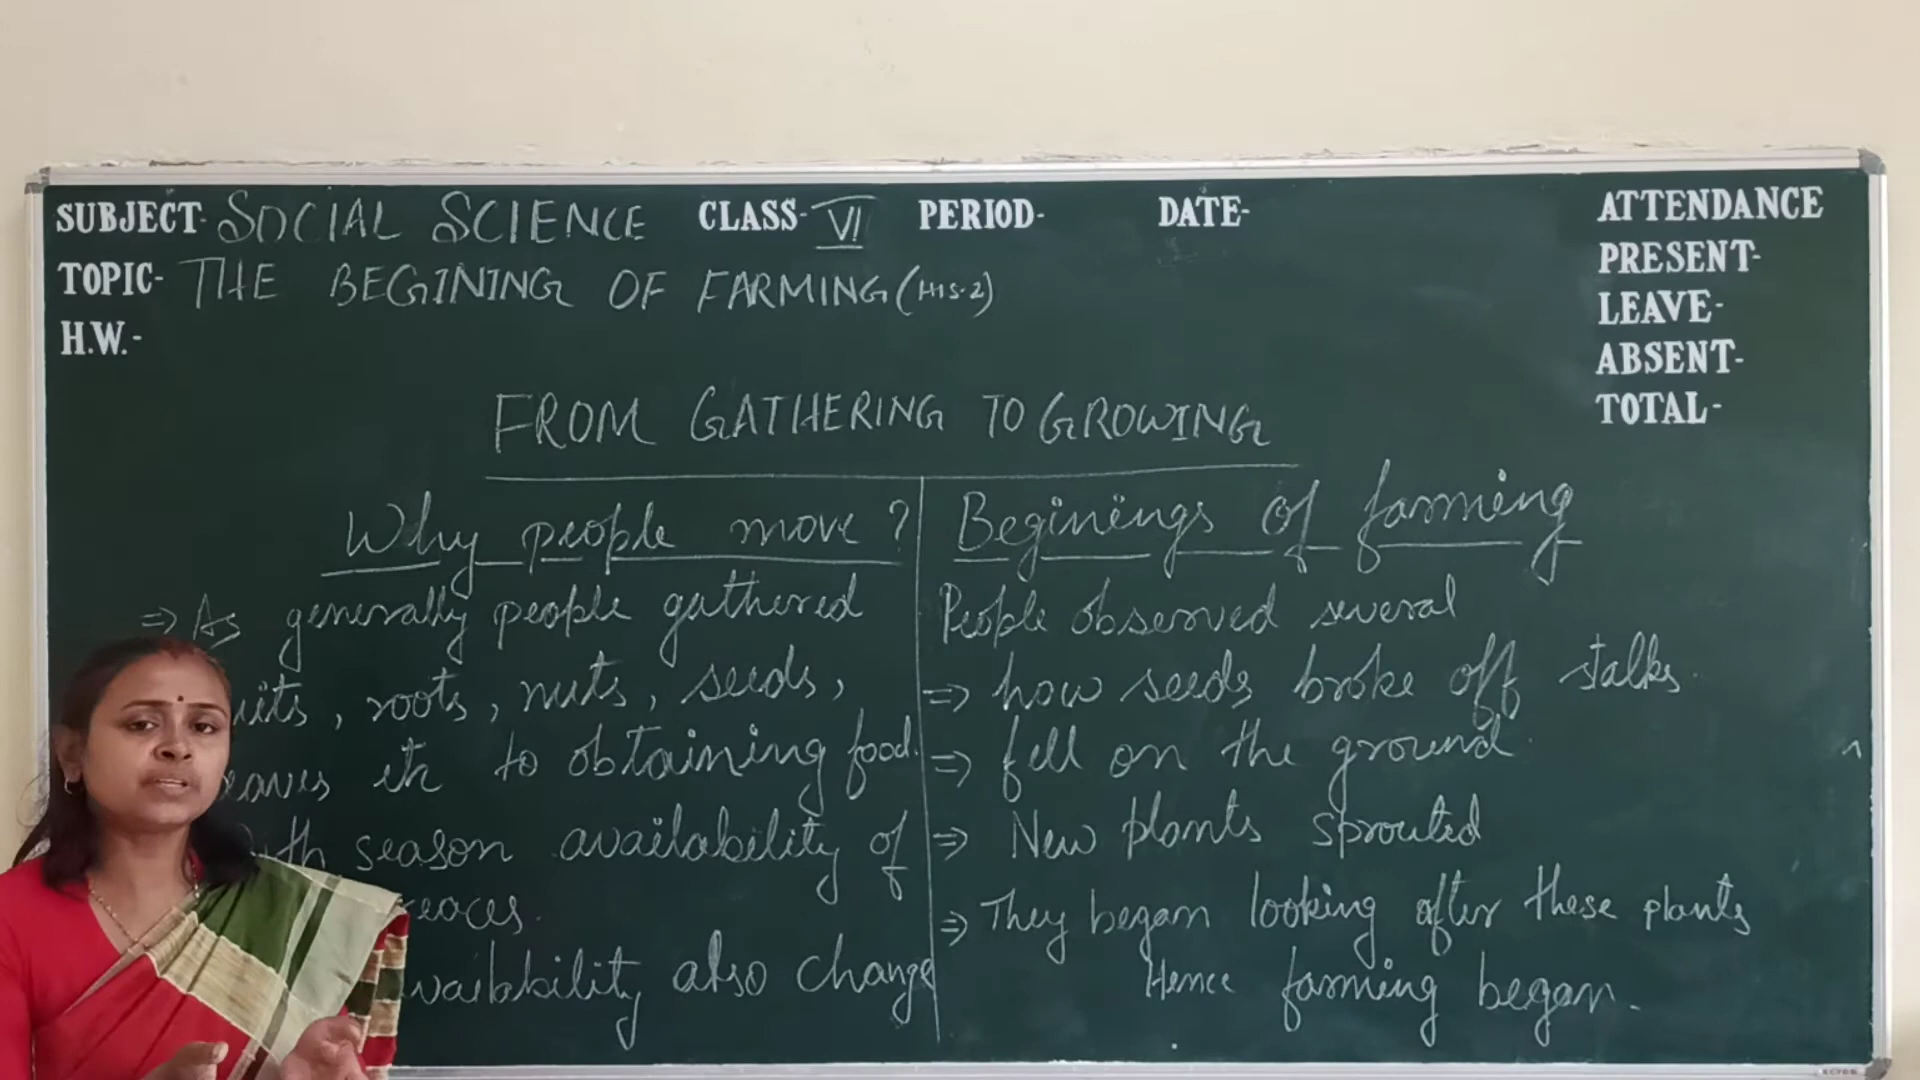 SUBJECT- SOCIAL SCIENCE CLASS- VI PERIOD- DATE- ATTENDANCE
TOPIC- THE BEGINING OF FARMING (HIS-2) PRESENT-
H.W.- LEAVE-
ABSENT-
TOTAL-
FROM GATHERING TO GROWING
Why people move?
⇒ As generally people gathered
, roots, nuts, seeds,
etc to obtaining food.
season availability of
availability also change
Beginings of farming
People observed several
⇒ how seeds broke off stalks.
⇒ fell on the ground.
⇒ New plants sprouted
⇒ They began looking after these plants
Hence farming began.